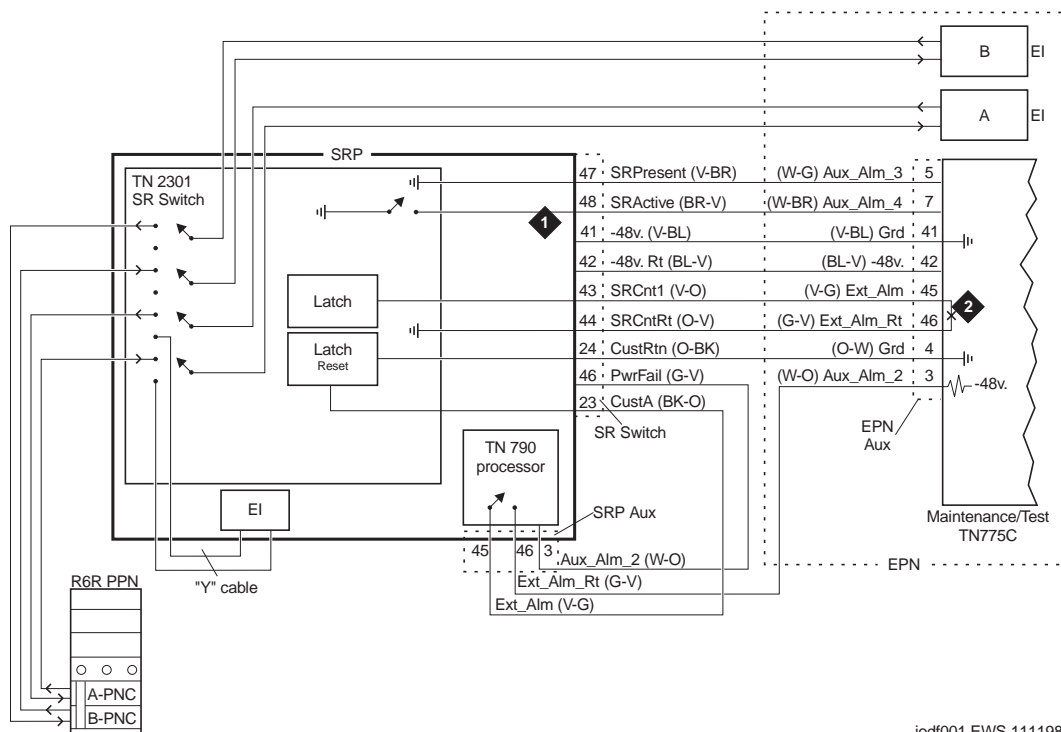 B EI
A EI
SRP
TN 2301
SR Switch
47 SRPresent (V-BR) (W-G) Aux_Alm_3 5
48 SRActive (BR-V) (W-BR) Aux_Alm_4 7
1
41 -48v. (V-BL) (V-BL) Grd 41
42 -48v. Rt (BL-V) (BL-V) -48v. 42
Latch
43 SRCnt1 (V-O) (V-G) Ext_Alm 45
2
44 SRCntRt (O-V) (G-V) Ext_Alm_Rt 46
Latch
Reset
24 CustRtn (O-BK) (O-W) Grd 4
46 PwrFail (G-V) (W-O) Aux_Alm_2 3 -48v.
23 CustA (BK-O)
SR Switch
EPN
Aux
TN 790
processor
EI
SRP Aux
Maintenance/Test
TN775C
45 46 3
Aux_Alm_2 (W-O)
EPN
"Y" cable
Ext_Alm_Rt (G-V)
Ext_Alm (V-G)
R6R PPN
A-PNC
B-PNC
iodf001 EWS 111198